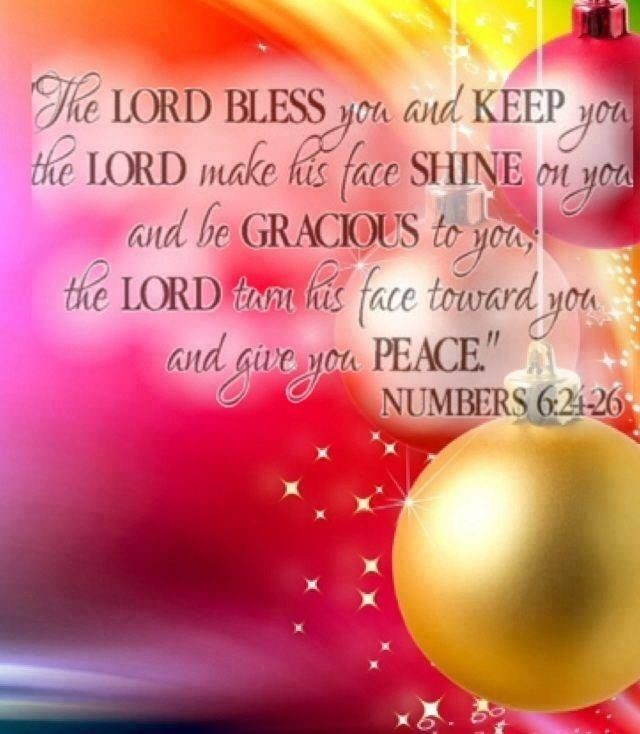 "The LORD BLESS you and KEEP you
the LORD make his face SHINE on you
and be GRACIOUS to you;
the LORD turn his face toward you
and give you PEACE."
NUMBERS 6:24-26